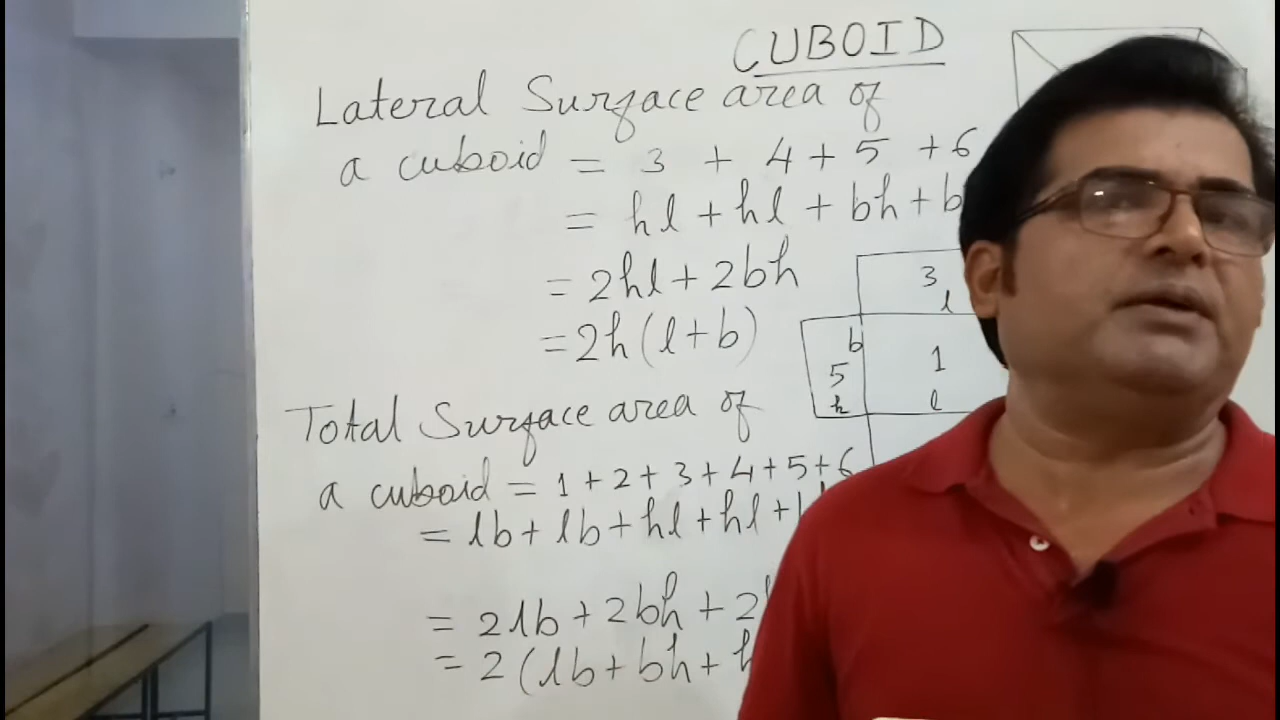 CUBOID
Lateral Surface area of
a cuboid = 3 + 4 + 5 + 6
= hl + hl + bh + b
= 2hl + 2bh
= 2h (l + b)
3
l
b
5
h
1
l
Total Surface area of
a cuboid = 1 + 2 + 3 + 4 + 5 + 6
= lb + lb + hl + hl +
= 2lb + 2bh + 2
= 2 (lb + bh + h